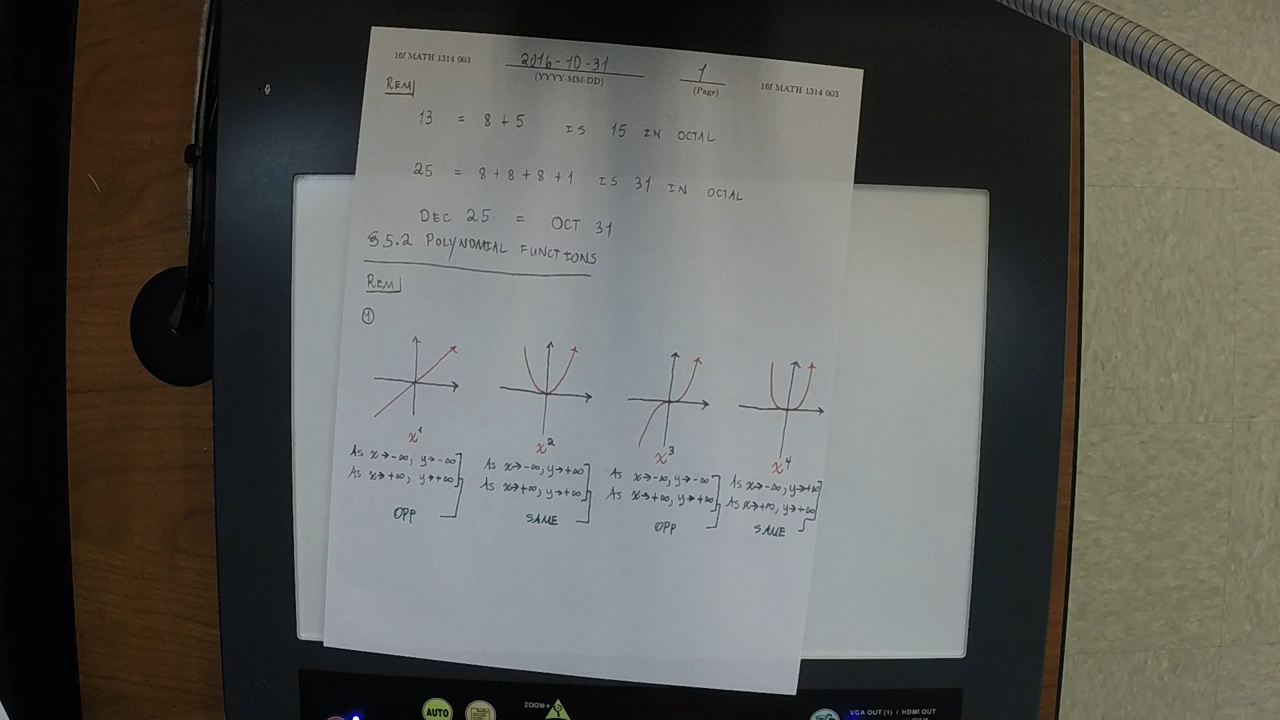 16f MATH 1314 003 2016-10-31 1 16f MATH 1314 003
(YYYY-MM-DD) (Page)
REM
13 = 8 + 5 IS 15 IN OCTAL
25 = 8 + 8 + 8 + 1 IS 31 IN OCTAL
DEC 25 = OCT 31
§5.2 POLYNOMIAL FUNCTIONS
REM
①
x¹ x² x³ x⁴
As x→-∞, y→-∞ As x→-∞, y→+∞ As x→-∞, y→-∞ As x→-∞, y→+∞
As x→+∞, y→+∞ As x→+∞, y→+∞ As x→+∞, y→+∞ As x→+∞, y→+∞
OPP SAME OPP SAME
AUTO ZOOM+ VGA OUT (1) / HDMI OUT